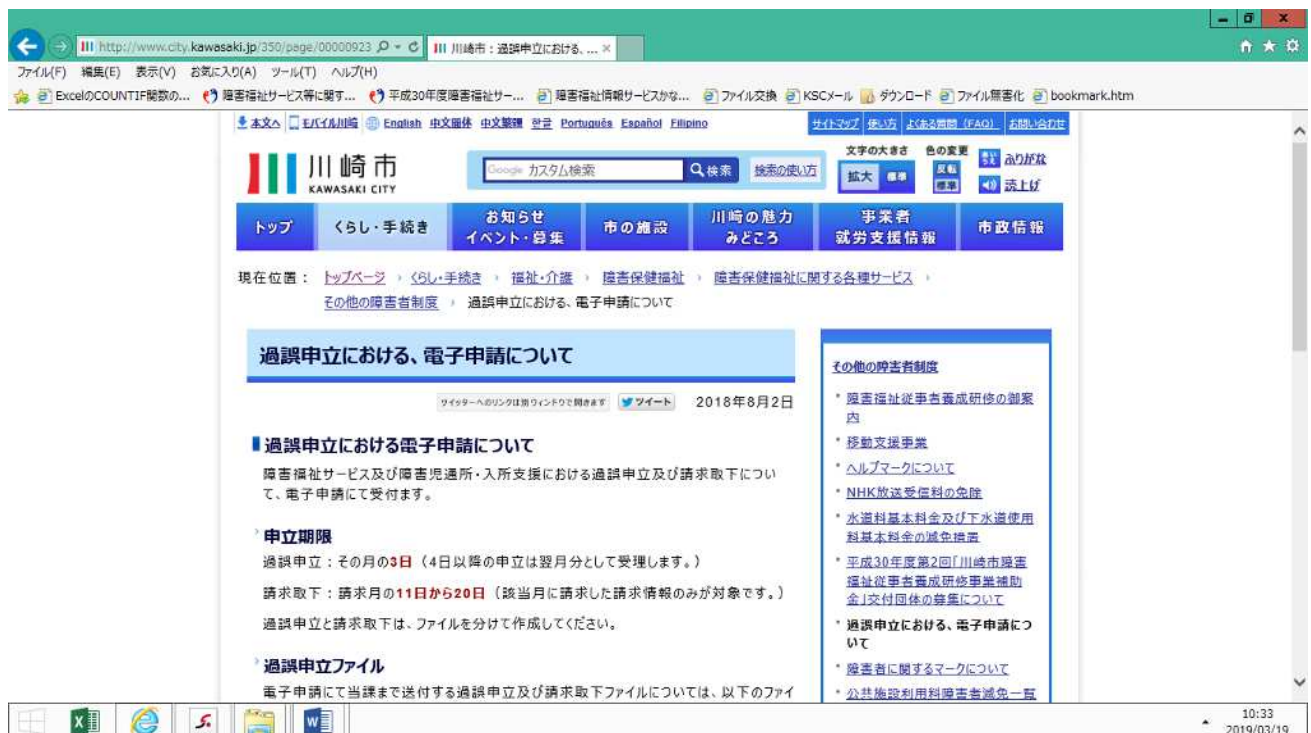 http://www.city.kawasaki.jp/350/page/00000923
川崎市：過誤申立における、...
ファイル(F) 編集(E) 表示(V) お気に入り(A) ツール(T) ヘルプ(H)
ExcelのCOUNTIF関数の... 障害福祉サービス等に関す... 平成30年度障害福祉サー... 障害福祉情報サービスかな... ファイル交換 KSCメール ダウンロード ファイル無害化 bookmark.htm
本文へ モバイル川崎 English 中文简体 中文繁體 한글 Português Español Filipino
サイトマップ 使い方 よくある質問（FAQ） お問い合わせ
川崎市
KAWASAKI CITY
Google カスタム検索 検索 検索の使い方
文字の大きさ 色の変更
拡大 標準 反転 標準
ふりがな
読上げ
トップ くらし・手続き お知らせ イベント・募集 市の施設 川崎の魅力 みどころ 事業者 就労支援情報 市政情報
現在位置： トップページ くらし・手続き 福祉・介護 障害保健福祉 障害保健福祉に関する各種サービス
その他の障害者制度 過誤申立における、電子申請について
過誤申立における、電子申請について
ツイッターへのリンクは別ウィンドウで開きます ツイート 2018年8月2日
過誤申立における電子申請について
障害福祉サービス及び障害児通所・入所支援における過誤申立及び請求取下につい
て、電子申請にて受付ます。
申立期限
過誤申立：その月の3日（4日以降の申立は翌月分として受理します。）
請求取下：請求月の11日から20日（該当月に請求した請求情報のみが対象です。）
過誤申立と請求取下は、ファイルを分けて作成してください。
過誤申立ファイル
電子申請にて当課まで送付する過誤申立及び請求取下ファイルについては、以下のファイ
その他の障害者制度
障害福祉従事者養成研修の御案
内
移動支援事業
ヘルプマークについて
NHK放送受信料の免除
水道料基本料金及び下水道使用
料基本料金の減免措置
平成30年度第2回「川崎市障害
福祉従事者養成研修事業補助
金」交付団体の募集について
過誤申立における、電子申請につ
いて
障害者に関するマークについて
公共施設利用料障害者減免一覧
10:33
2019/03/19